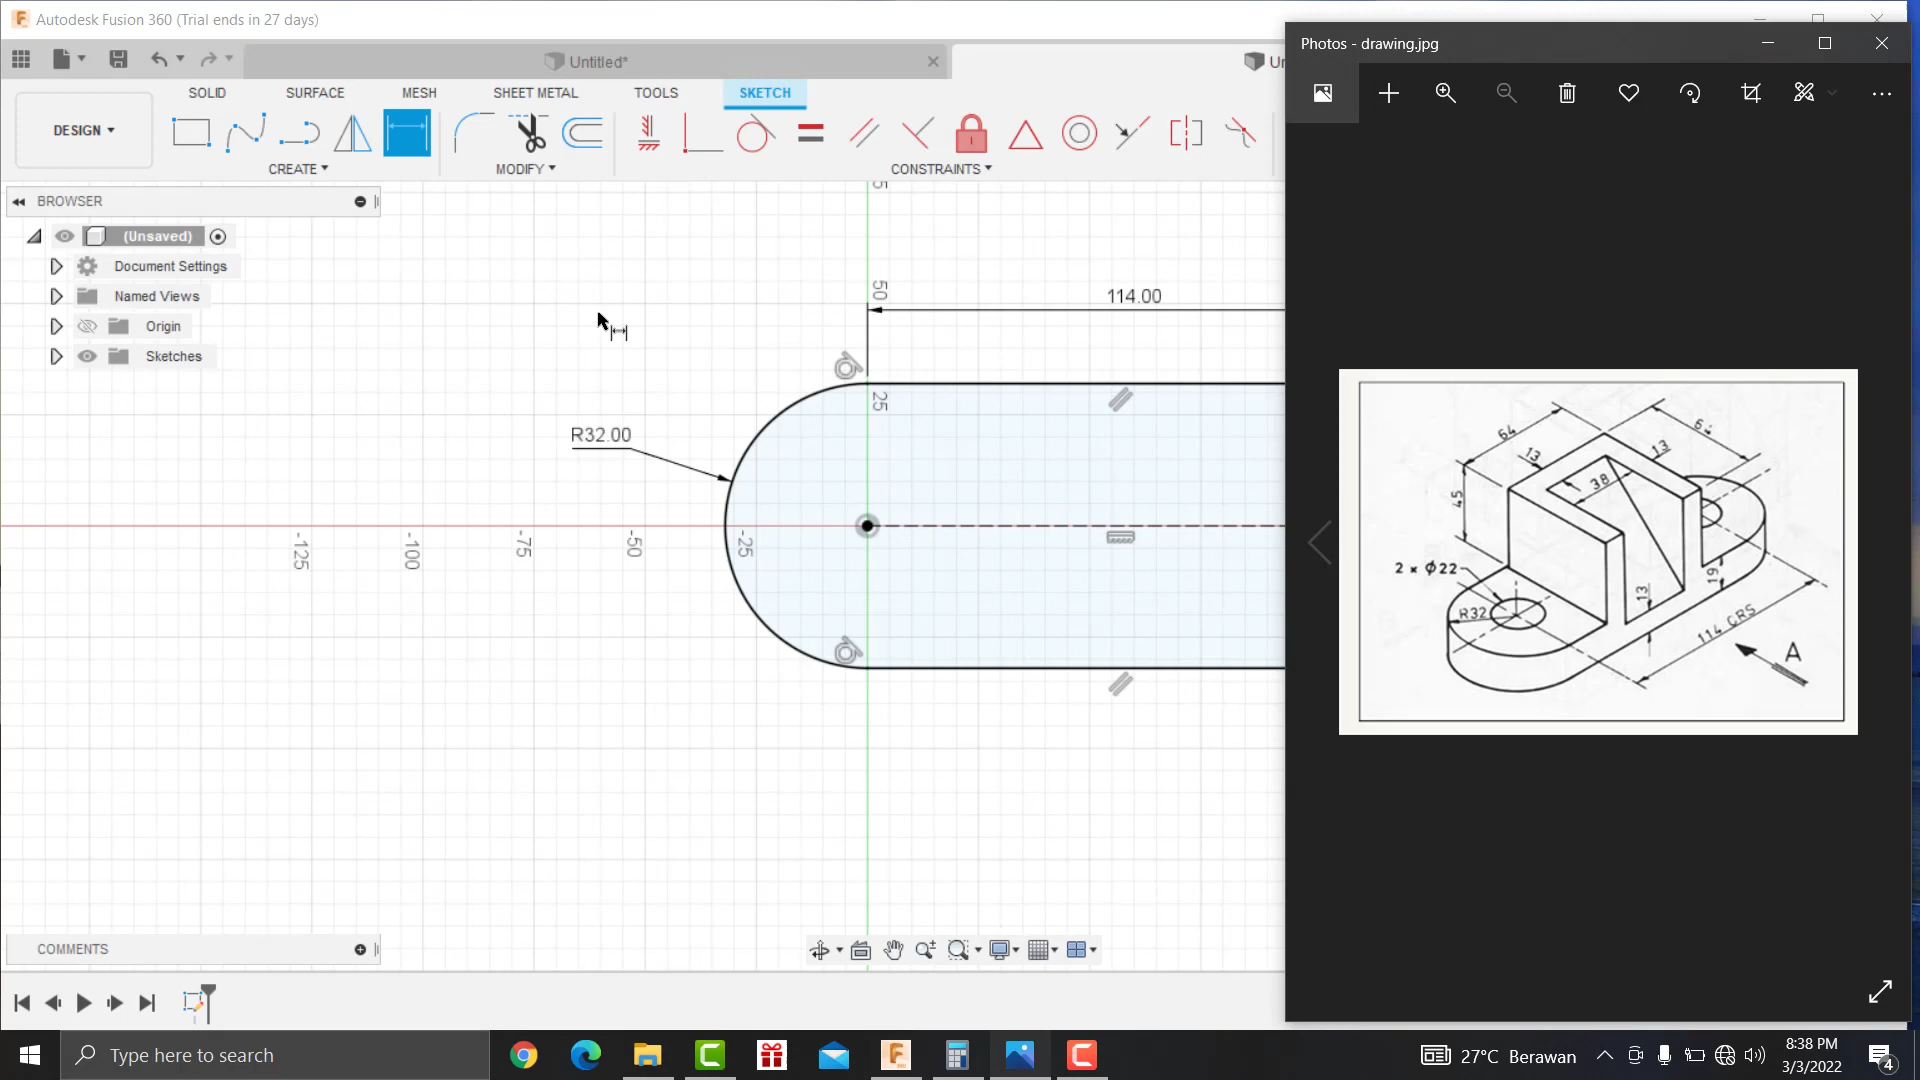 Autodesk Fusion 360 (Trial ends in 27 days)
Untitled*
Un
SOLID SURFACE MESH SHEET METAL TOOLS SKETCH
DESIGN
CREATE MODIFY CONSTRAINTS
BROWSER
(Unsaved)
Document Settings
Named Views
Origin
Sketches
114.00
50
25
R32.00
-125
-100
-75
-50
-25
COMMENTS
Photos - drawing.jpg
64
64
13
13
38
45
2 × Φ22
R32
13
19
114 CRS
A
Type here to search
27°C Berawan
8:38 PM
3/3/2022
4